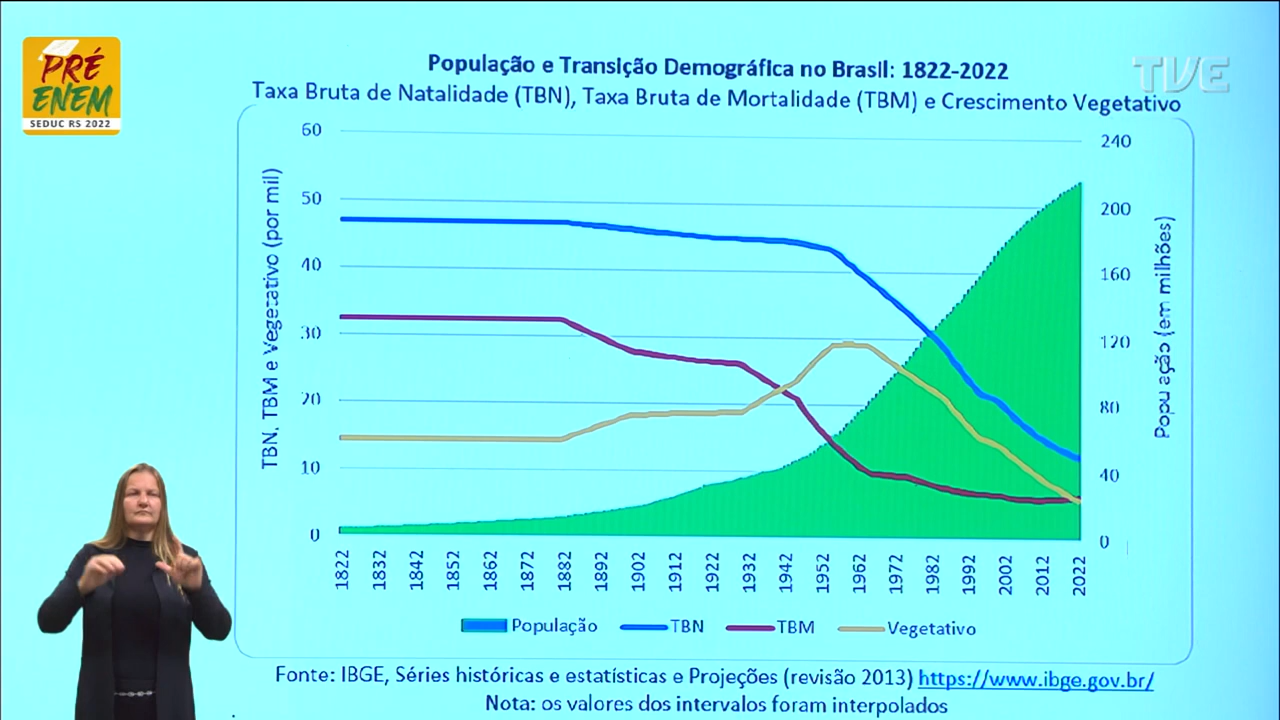 PRÉ
ENEM
SEDUC RS 2022
TVE
População e Transição Demográfica no Brasil: 1822-2022
Taxa Bruta de Natalidade (TBN), Taxa Bruta de Mortalidade (TBM) e Crescimento Vegetativo
TBN, TBM e Vegetativo (por mil)
60
50
40
30
20
10
0
240
200
160
120
80
40
0
População (em milhões)
1822 1832 1842 1852 1862 1872 1882 1892 1902 1912 1922 1932 1942 1952 1962 1972 1982 1992 2002 2012 2022
População TBN TBM Vegetativo
Fonte: IBGE, Séries históricas e estatísticas e Projeções (revisão 2013) https://www.ibge.gov.br/
Nota: os valores dos intervalos foram interpolados